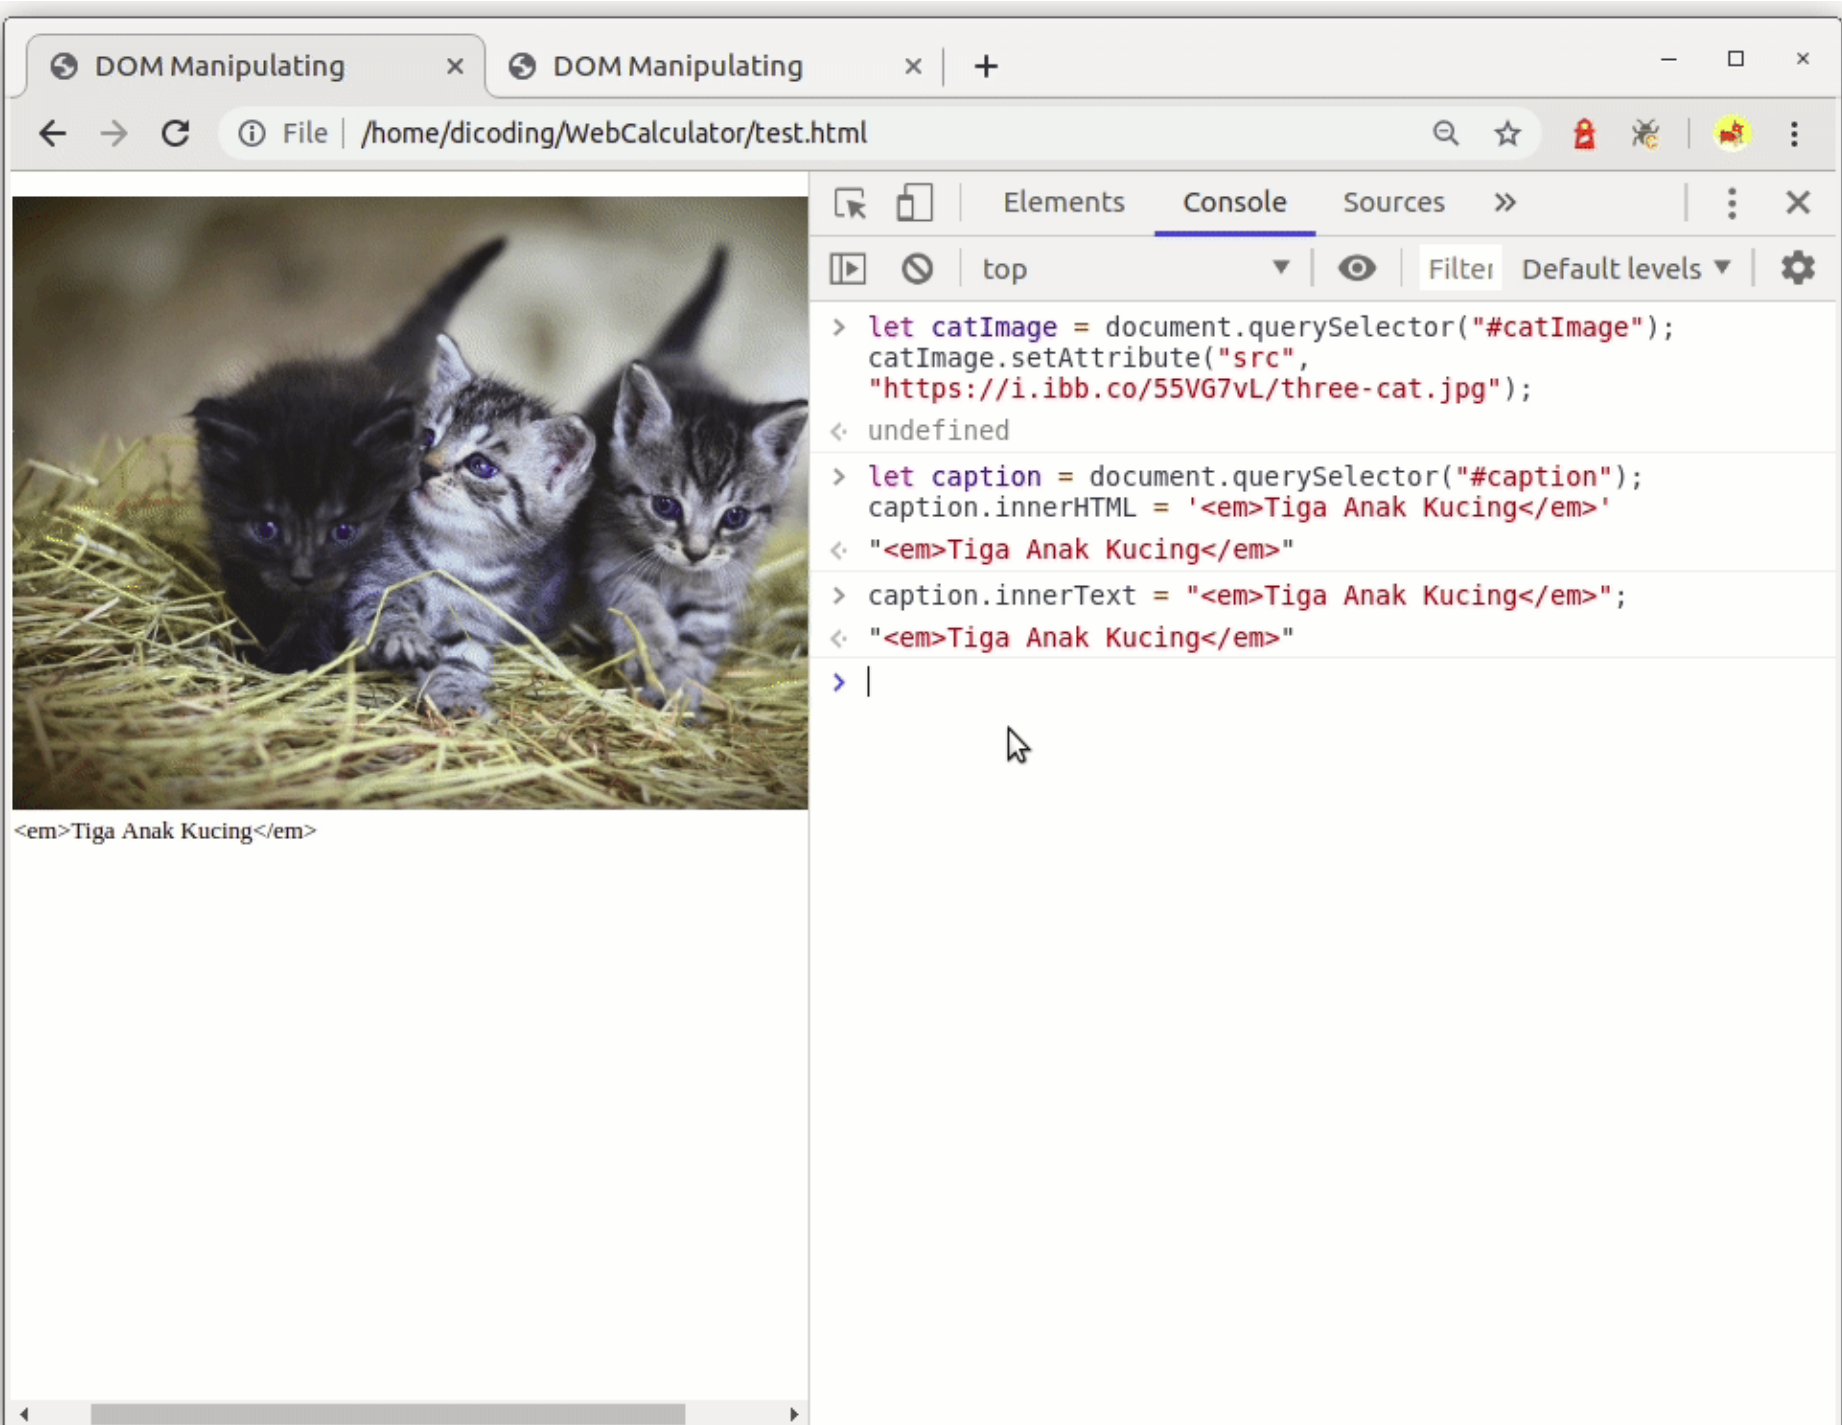 DOM Manipulating
DOM Manipulating
File /home/dicoding/WebCalculator/test.html
Elements Console Sources »
top Filter Default levels
let catImage = document.querySelector("#catImage");
catImage.setAttribute("src",
"https://i.ibb.co/55VG7vL/three-cat.jpg");
undefined
let caption = document.querySelector("#caption");
caption.innerHTML = '<em>Tiga Anak Kucing</em>'
"<em>Tiga Anak Kucing</em>"
caption.innerText = "<em>Tiga Anak Kucing</em>";
"<em>Tiga Anak Kucing</em>"
<em>Tiga Anak Kucing</em>